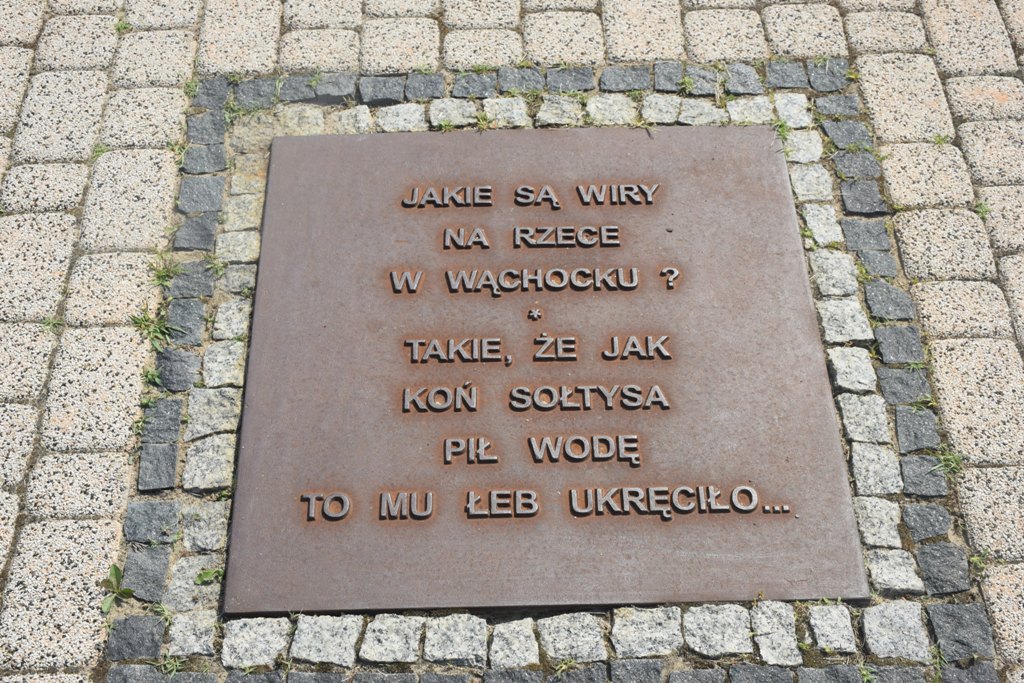 JAKIE SĄ WIRY
NA RZECE
W WĄCHOCKU ?
*
TAKIE, ŻE JAK
KOŃ SOŁTYSA
PIŁ WODĘ
TO MU ŁEB UKRĘCIŁO...